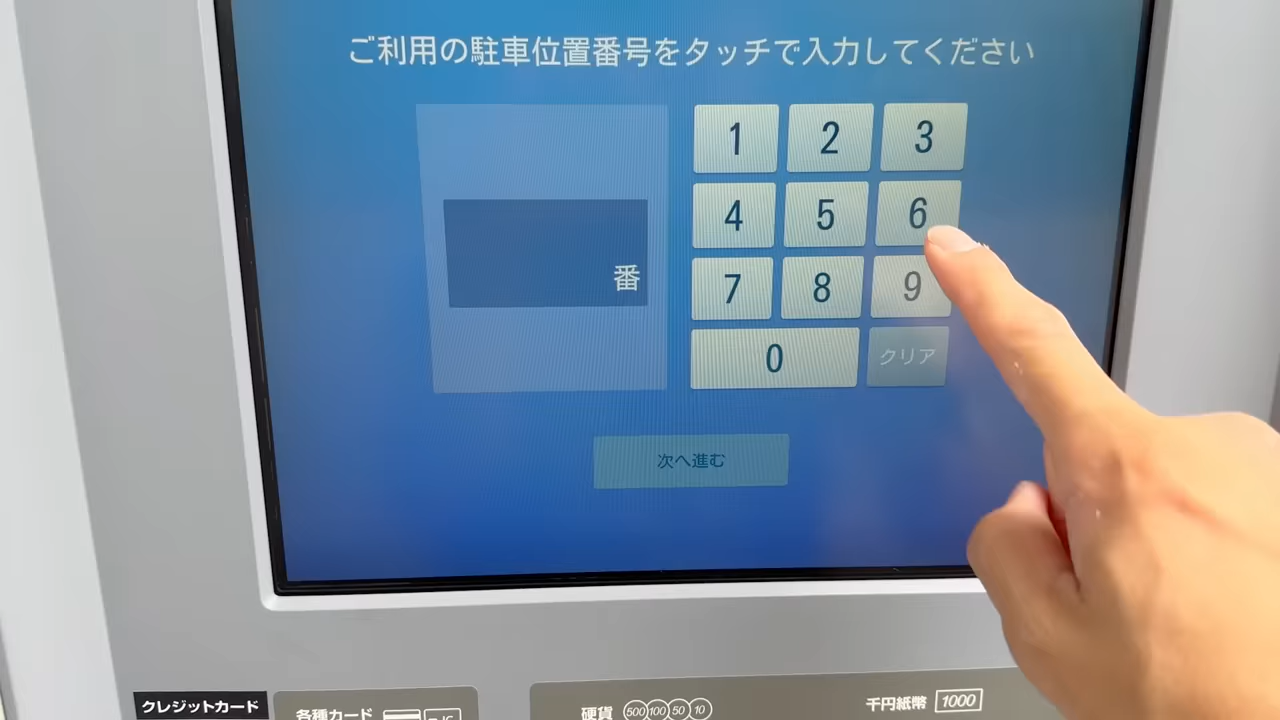 ご利用の駐車位置番号をタッチで入力してください
1 2 3
4 5 6
番
7 8 9
0 クリア
次へ進む
クレジットカード
各種カード
硬貨 500 100 50 10
千円紙幣 1000